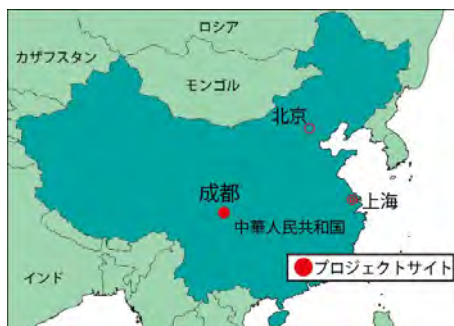 ロシア
カザフスタン
モンゴル
北京
成都
上海
中華人民共和国
インド
プロジェクトサイト